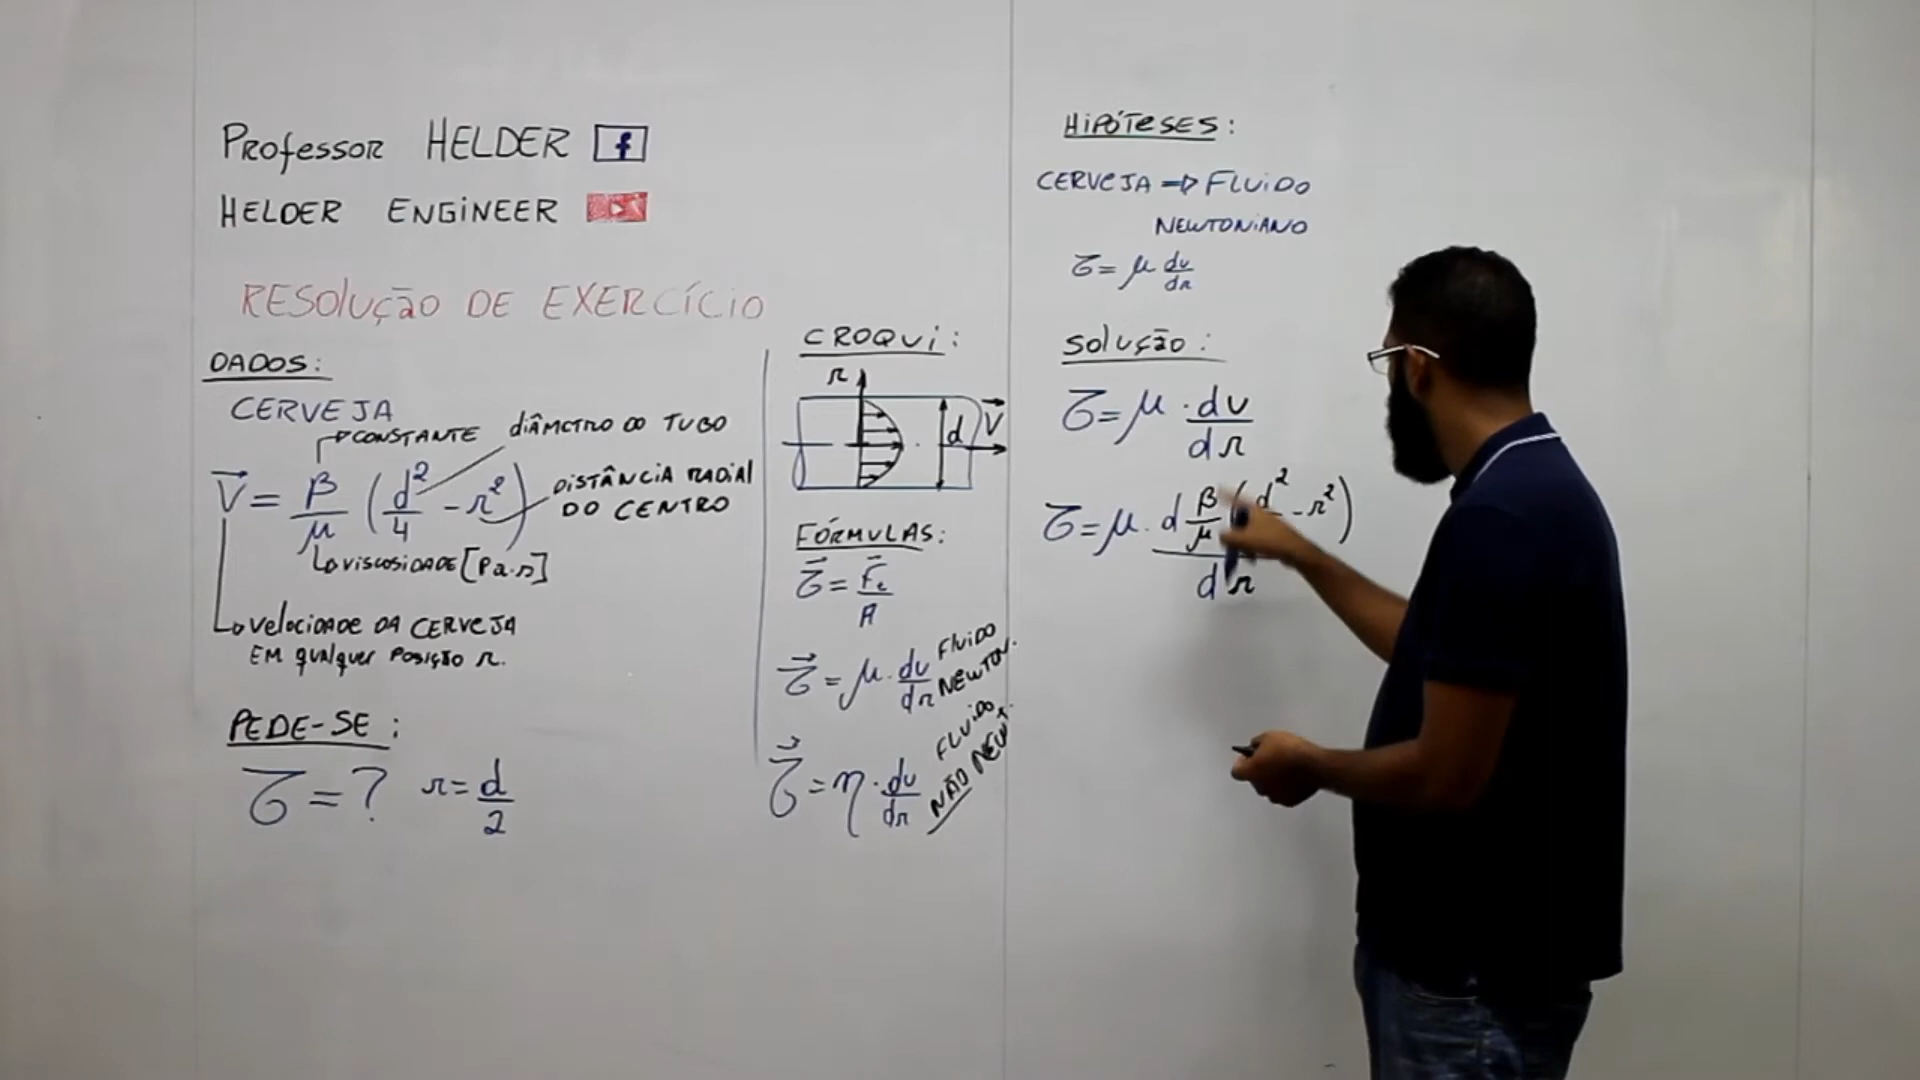 Professor HELDER f
HELDER ENGINEER
RESOLUÇÃO DE EXERCÍCIO
DADOS:
CERVEJA
CONSTANTE
diâmetro do TUBO
V = β/μ (d²/4 - r²)
DISTÂNCIA RADIAL
DO CENTRO
VISCOSIDADE [Pa.s]
Velocidade DA CERVEJA
EM qualquer Posição r.
PEDE-SE:
τ = ? r = d/2
CROQUI:
r
d
V
FÓRMULAS:
τ = Ft/A
τ = μ · dv/dr FLUIDO NEWTON.
τ = η · dv/dr FLUIDO NÃO NEWT.
HIPÓTESES:
CERVEJA ⇒ FLUIDO
NEWTONIANO
τ = μ dv/dr
SOLUÇÃO:
τ = μ · dv/dr
τ = μ · d β/μ (d² - r²)
dr